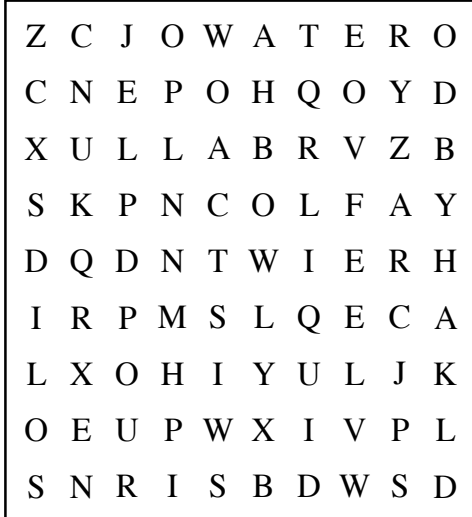 Z C J O W A T E R O
C N E P O H Q O Y D
X U L L A B R V Z B
S K P N C O L F A Y
D Q D N T W I E R H
I R P M S L Q E C A
L X O H I Y U L J K
O E U P W X I V P L
S N R I S B D W S D